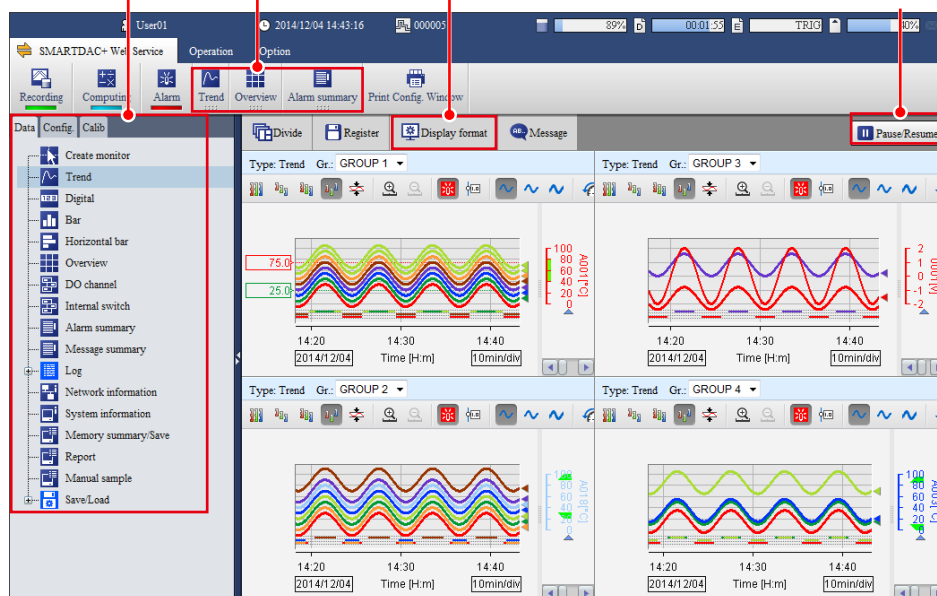 User01 2014/12/04 14:43:16 000005 89% D 00:01:55 E TRIG 40%
SMARTDAC+ Web Service Operation Option
Recording Computing Alarm Trend Overview Alarm summary Print Config. Window
Data Config. Calib
Divide Register Display format Message Pause/Resume
Create monitor
Trend
Digital
Bar
Horizontal bar
Overview
DO channel
Internal switch
Alarm summary
Message summary
Log
Network information
System information
Memory summary/Save
Report
Manual sample
Save/Load
Type: Trend Gr.: GROUP 1
75.0
25.0
100
80
60
40
20
0
A001[°C]
14:20 14:30 14:40
2014/12/04 Time [H:m] 10min/div
Type: Trend Gr.: GROUP 3
2
1
0
-1
-2
0001[V]
14:20 14:30 14:40
2014/12/04 Time [H:m] 10min/div
Type: Trend Gr.: GROUP 2
100
80
60
40
20
0
A018[°C]
14:20 14:30 14:40
2014/12/04 Time [H:m] 10min/div
Type: Trend Gr.: GROUP 4
100
80
60
40
20
0
A003[°C]
14:20 14:30 14:40
2014/12/04 Time [H:m] 10min/div